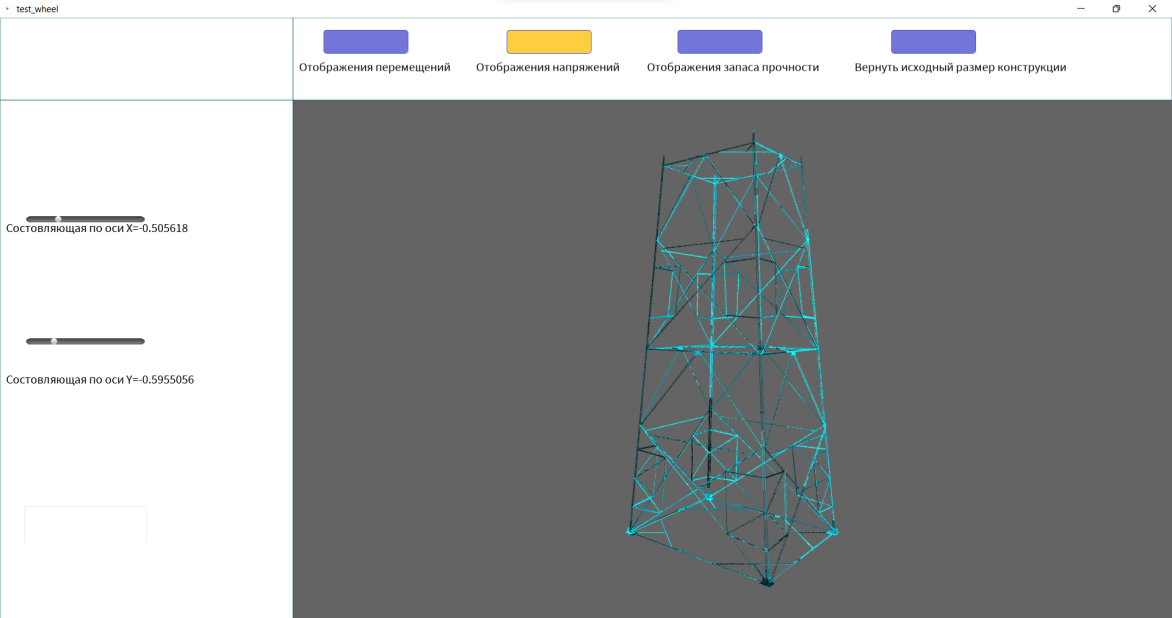 test_wheel
Отображения перемещений
Отображения напряжений
Отображения запаса прочности
Вернуть исходный размер конструкции
Состовляющая по оси X=-0.505618
Состовляющая по оси Y=-0.5955056